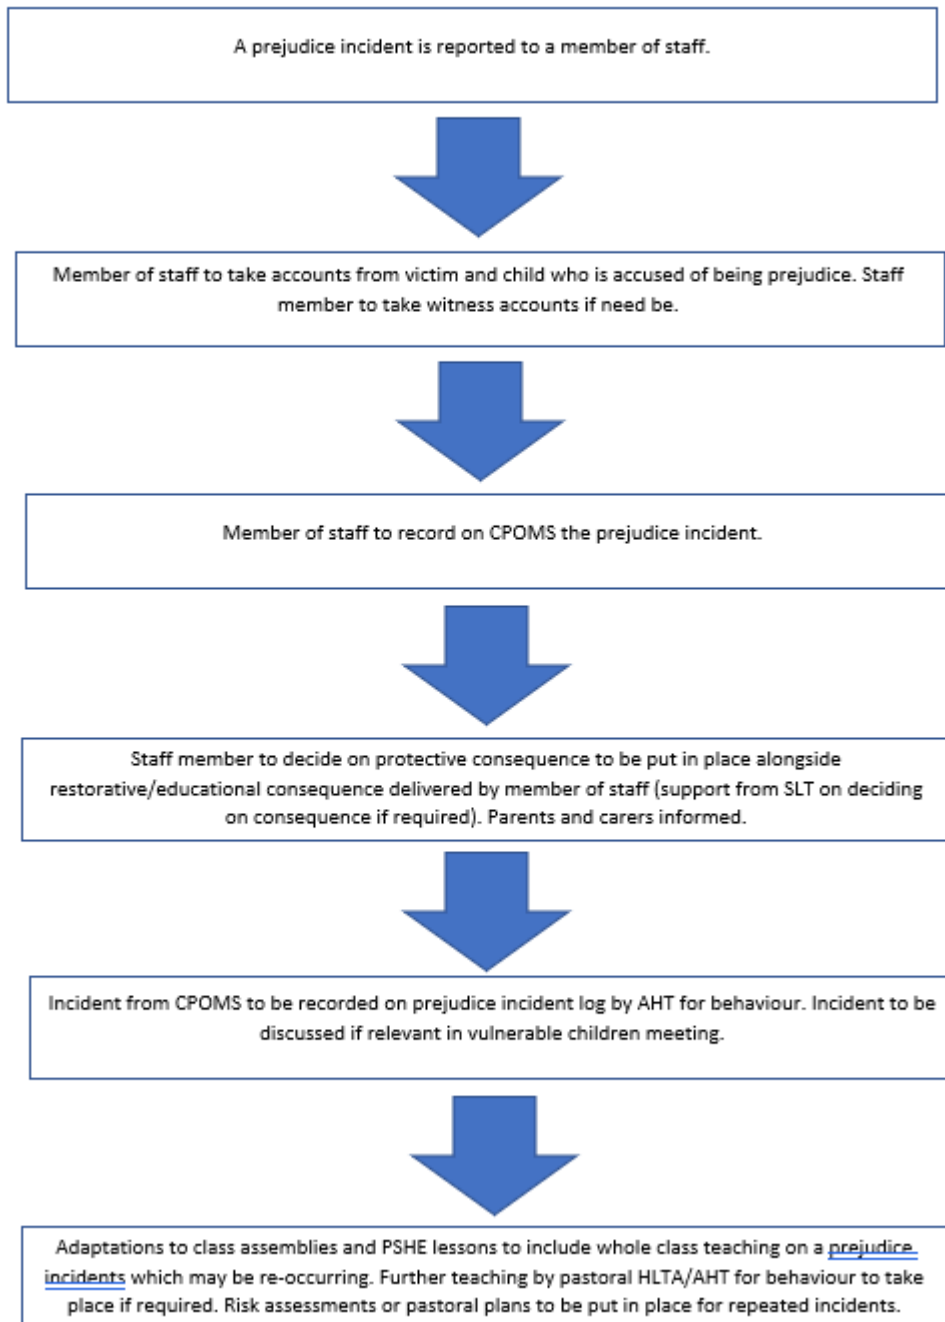 A prejudice incident is reported to a member of staff.
Member of staff to take accounts from victim and child who is accused of being prejudice. Staff
member to take witness accounts if need be.
Member of staff to record on CPOMS the prejudice incident.
Staff member to decide on protective consequence to be put in place alongside
restorative/educational consequence delivered by member of staff (support from SLT on deciding
on consequence if required). Parents and carers informed.
Incident from CPOMS to be recorded on prejudice incident log by AHT for behaviour. Incident to be
discussed if relevant in vulnerable children meeting.
Adaptations to class assemblies and PSHE lessons to include whole class teaching on a prejudice
incidents which may be re-occurring. Further teaching by pastoral HLTA/AHT for behaviour to take
place if required. Risk assessments or pastoral plans to be put in place for repeated incidents.